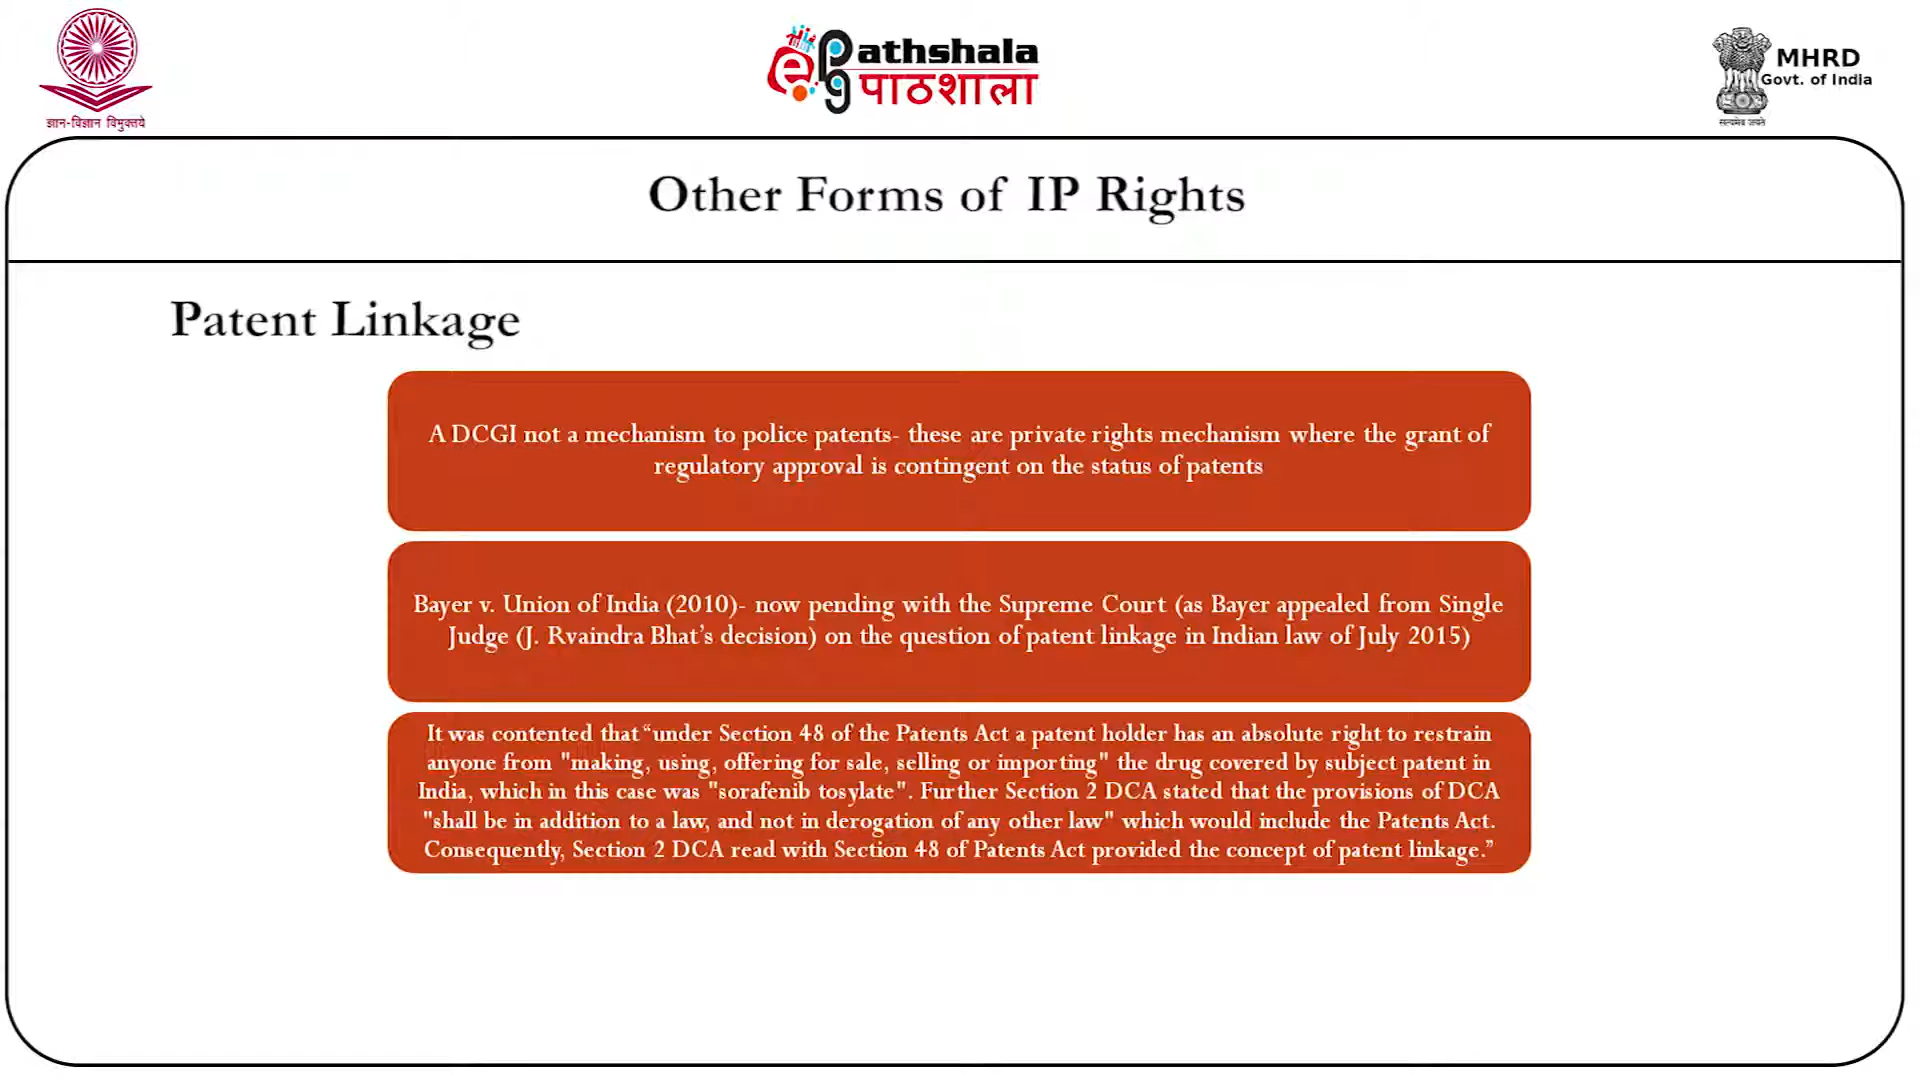 ज्ञान-विज्ञान विमुक्तये
ePathshala
पाठशाला
MHRD
Govt. of India
सत्यमेव जयते
Other Forms of IP Rights
Patent Linkage
A DCGI not a mechanism to police patents- these are private rights mechanism where the grant of
regulatory approval is contingent on the status of patents
Bayer v. Union of India (2010)- now pending with the Supreme Court (as Bayer appealed from Single
Judge (J. Rvaindra Bhat’s decision) on the question of patent linkage in Indian law of July 2015)
It was contented that “under Section 48 of the Patents Act a patent holder has an absolute right to restrain
anyone from "making, using, offering for sale, selling or importing" the drug covered by subject patent in
India, which in this case was "sorafenib tosylate". Further Section 2 DCA stated that the provisions of DCA
"shall be in addition to a law, and not in derogation of any other law" which would include the Patents Act.
Consequently, Section 2 DCA read with Section 48 of Patents Act provided the concept of patent linkage.”